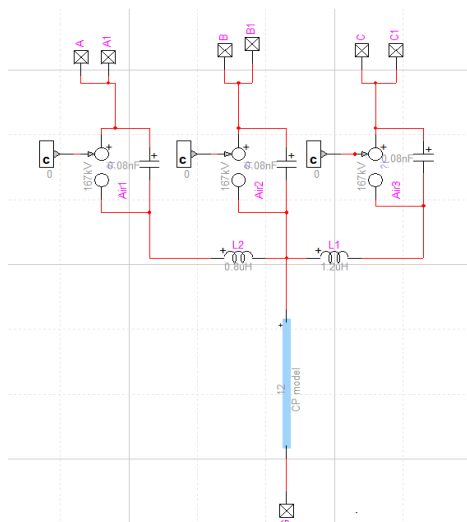 A
A1
B
B1
C
C1
c
0
167kV
Air1
0.08nF
c
0
167kV
Air2
0.08nF
c
0
167kV
Air3
0.08nF
L2
0.8uH
L1
1.2uH
12
CP model